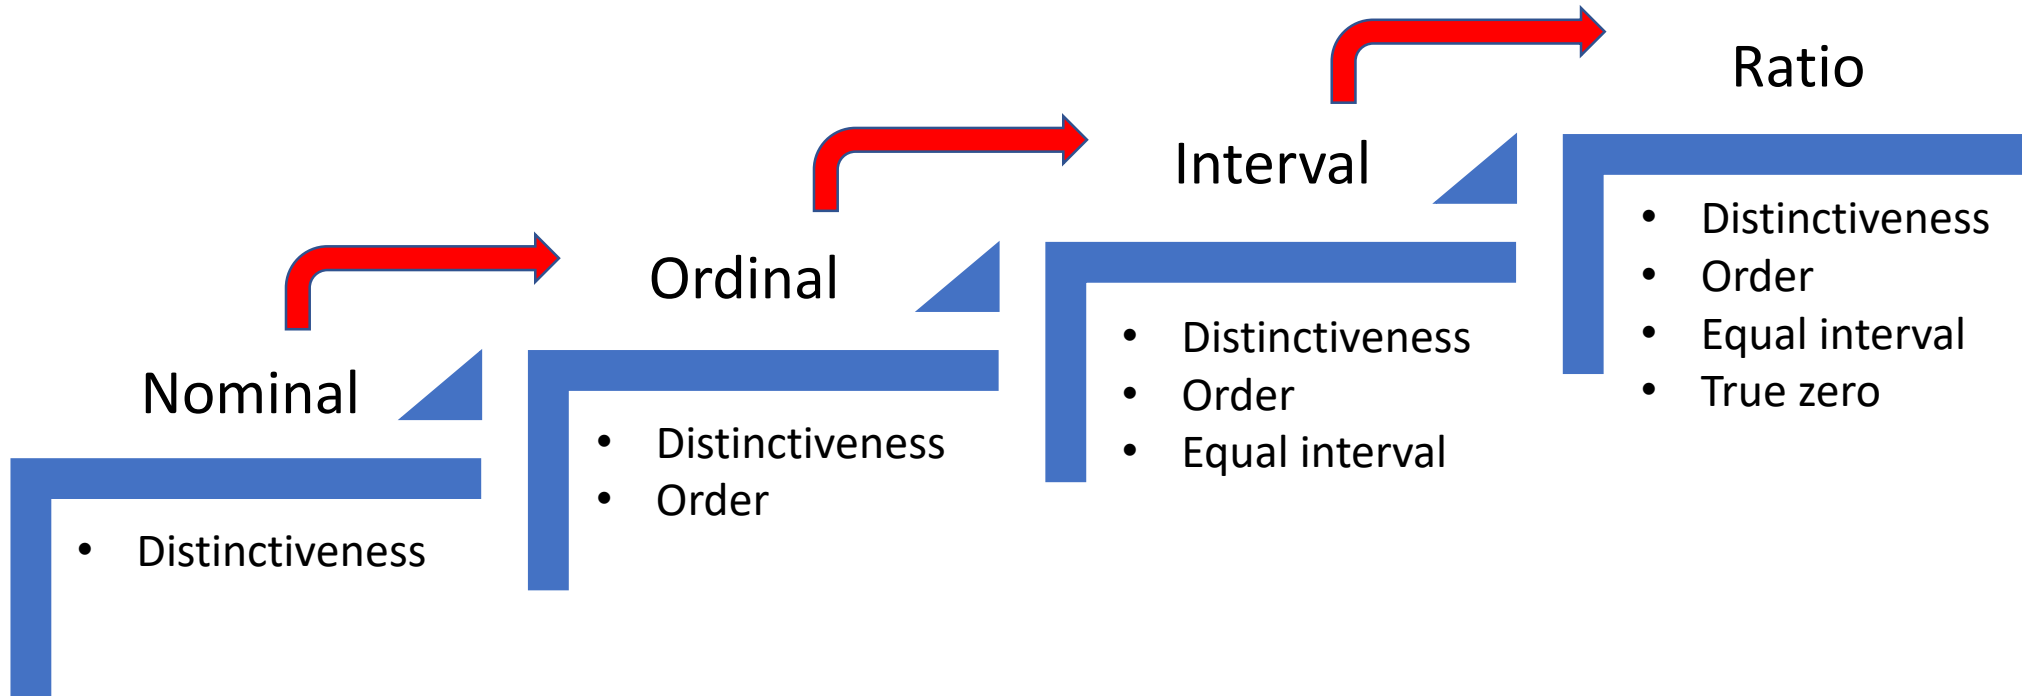 Nominal
• Distinctiveness
Ordinal
• Distinctiveness
• Order
Interval
• Distinctiveness
• Order
• Equal interval
Ratio
• Distinctiveness
• Order
• Equal interval
• True zero